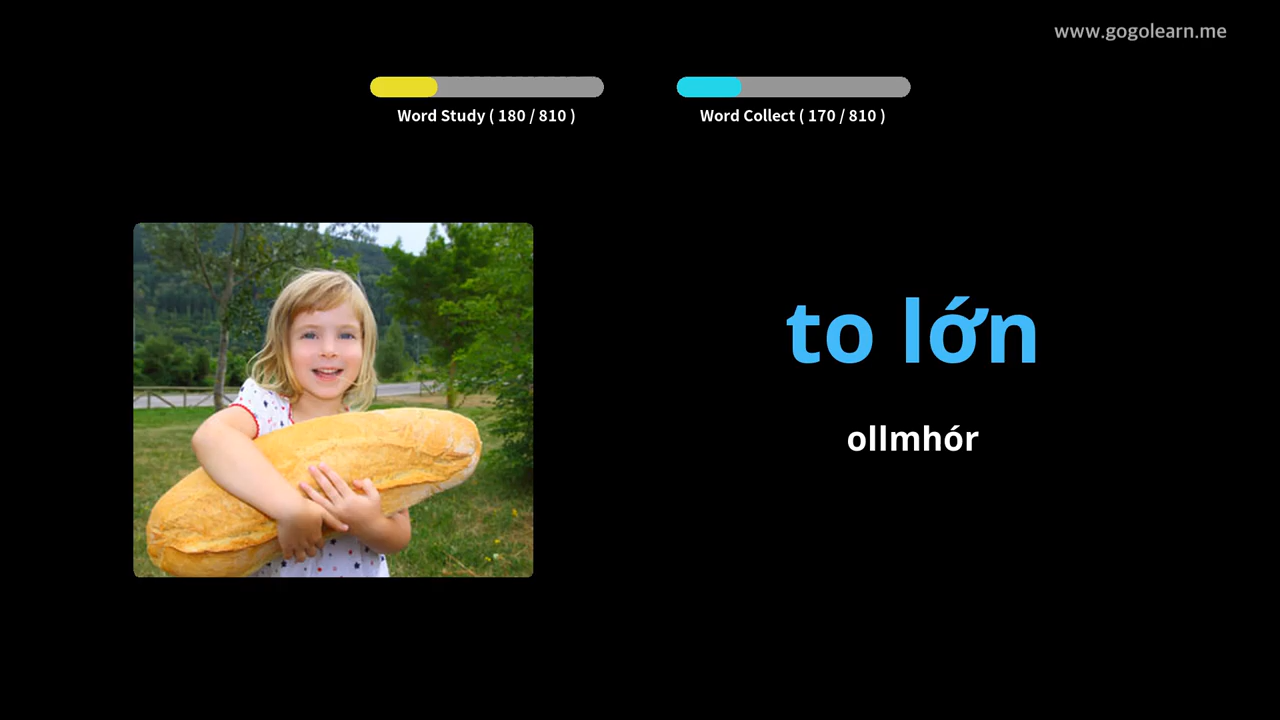 www.gogolearn.me
Word Study ( 180 / 810 )
Word Collect ( 170 / 810 )
to lớn
ollmhór